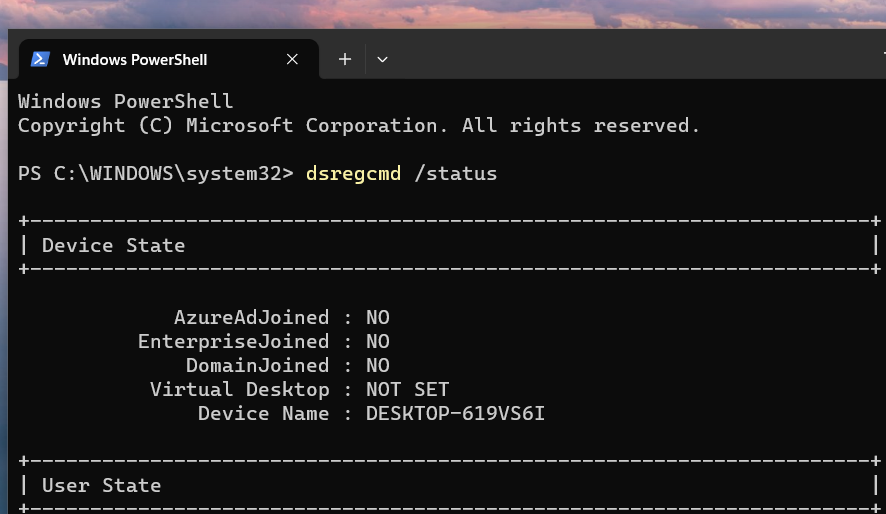 Windows PowerShell
Windows PowerShell
Copyright (C) Microsoft Corporation. All rights reserved.
PS C:\WINDOWS\system32> dsregcmd /status
+----------------------------------------------------------------------+
| Device State                                                         |
+----------------------------------------------------------------------+
AzureAdJoined : NO
EnterpriseJoined : NO
DomainJoined : NO
Virtual Desktop : NOT SET
Device Name : DESKTOP-619VS6I
+----------------------------------------------------------------------+
| User State                                                           |
+----------------------------------------------------------------------+